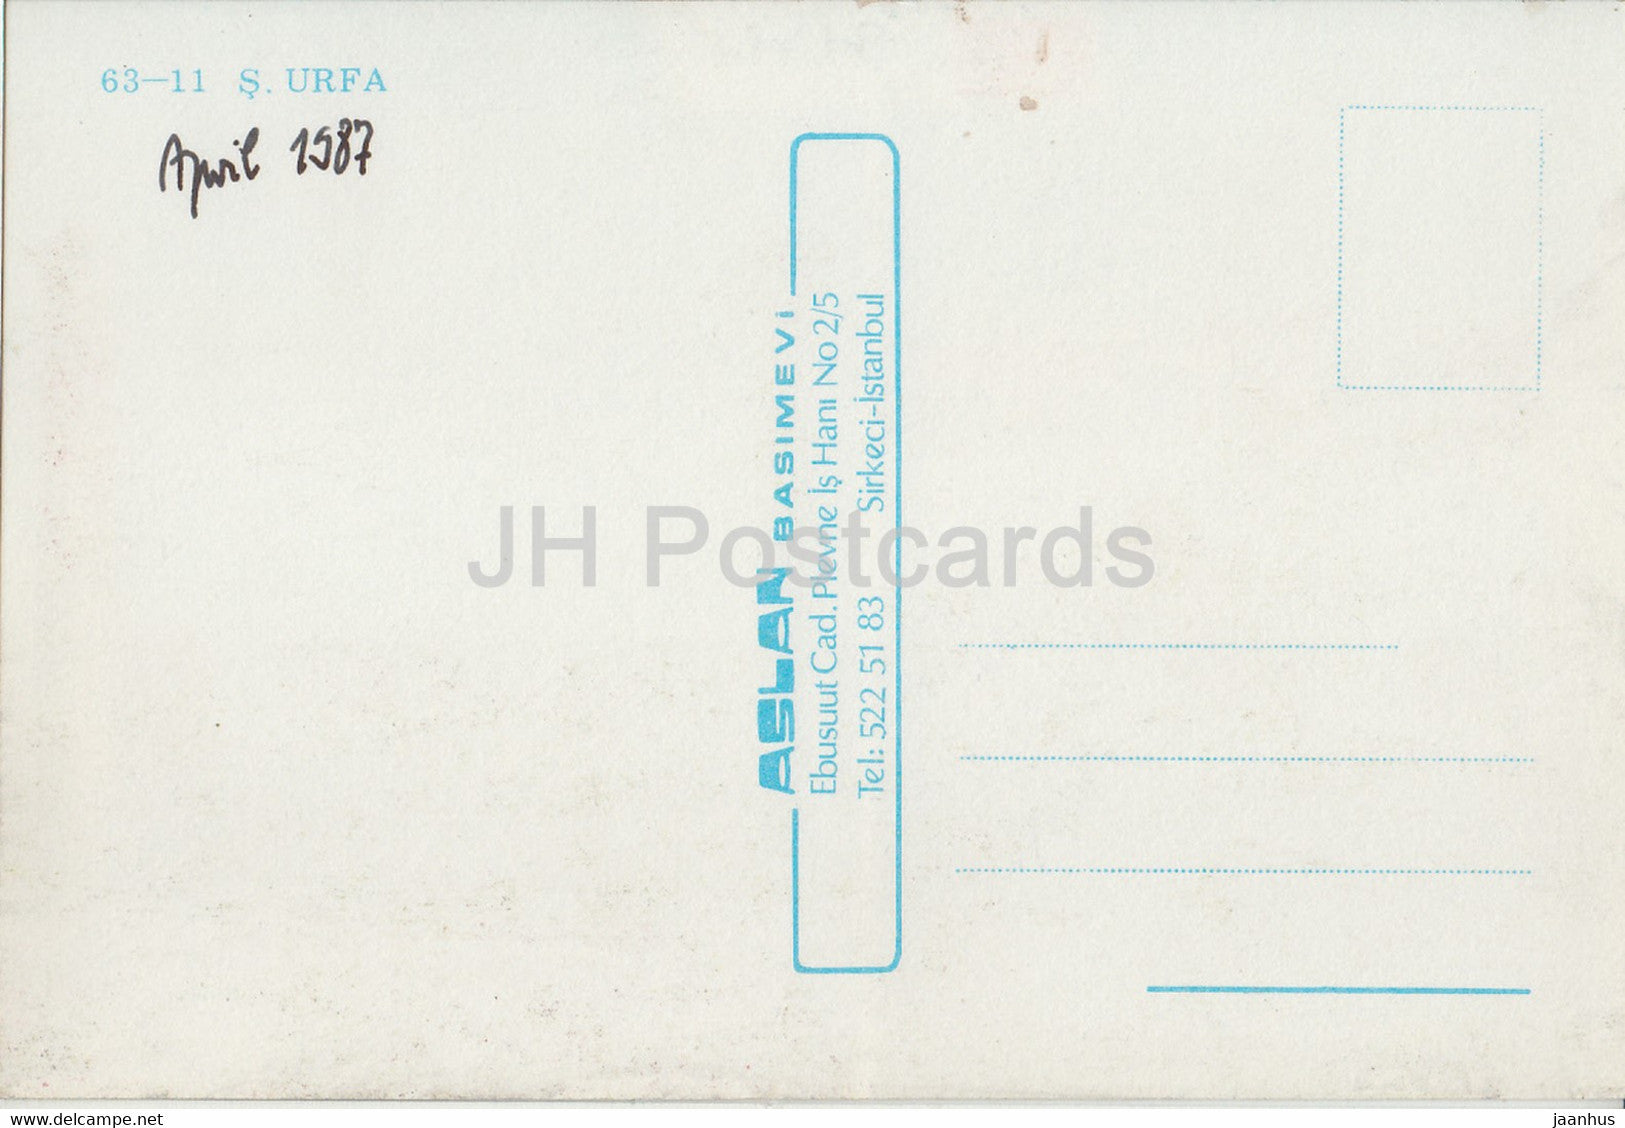 63—11 Ş. URFA
April 1987
ASLAN BASIMEVİ
Ebusuut Cad. Plevne İş Hanı No 2/5
Tel: 522 51 83 Sirkeci-İstanbul
JH Postcards
www.delcampe.net
jaanhus